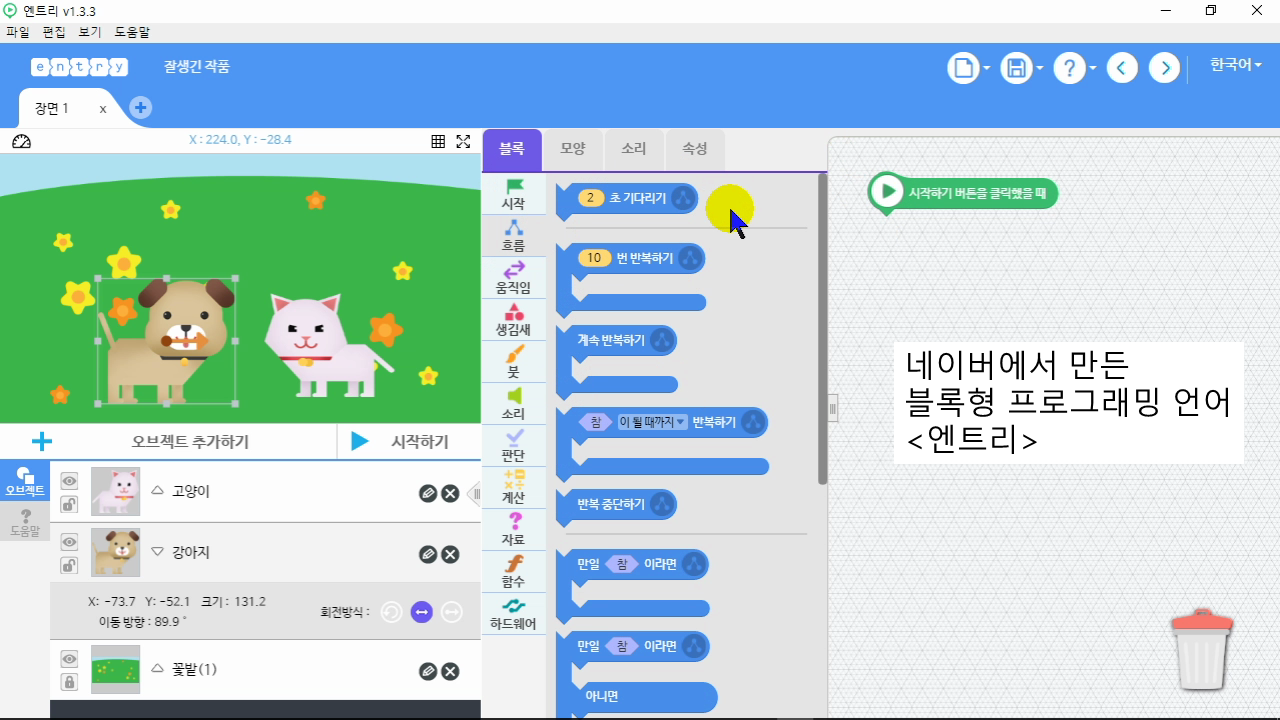 엔트리 v1.3.3
파일 편집 보기 도움말
entry 잘생긴 작품
한국어
장면 1 x
X : 224.0, Y : -28.4
블록 모양 소리 속성
시작
흐름
움직임
생김새
붓
소리
판단
계산
자료
함수
하드웨어
2 초 기다리기
10 번 반복하기
계속 반복하기
참 이 될 때까지 ▼ 반복하기
반복 중단하기
만일 참 이라면
만일 참 이라면
아니면
시작하기 버튼을 클릭했을 때
네이버에서 만든
블록형 프로그래밍 언어
<엔트리>
오브젝트 추가하기 시작하기
오브젝트
도움말
고양이
강아지
X: -73.7 Y: -52.1 크기 : 131.2
이동 방향 : 89.9 °
회전방식 :
꽃밭(1)